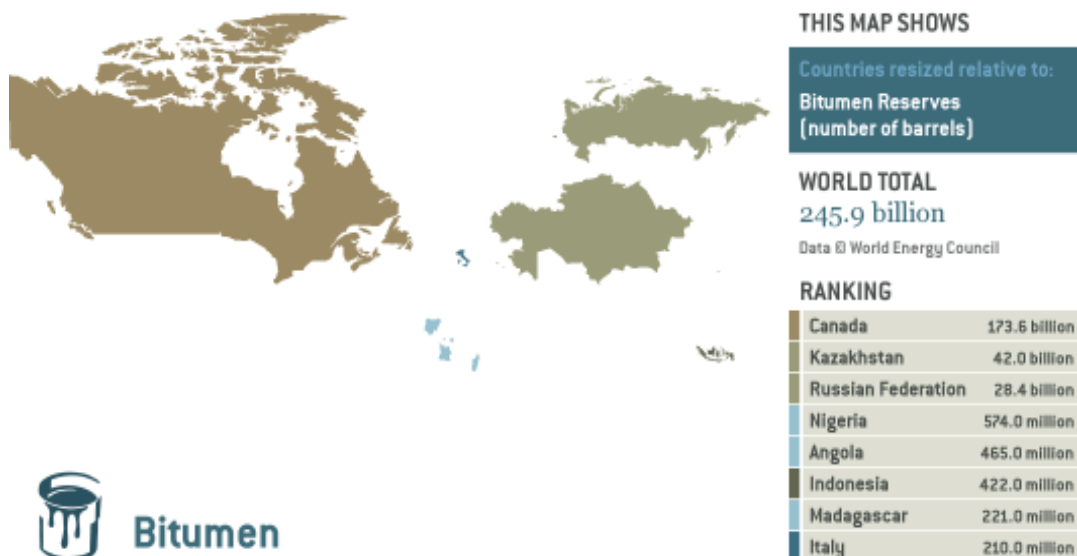 THIS MAP SHOWS
Countries resized relative to:
Bitumen Reserves
(number of barrels)
WORLD TOTAL
245.9 billion
Data © World Energy Council
RANKING
Canada 173.6 billion
Kazakhstan 42.0 billion
Russian Federation 28.4 billion
Nigeria 574.0 million
Angola 465.0 million
Indonesia 422.0 million
Madagascar 221.0 million
Italy 210.0 million
Bitumen